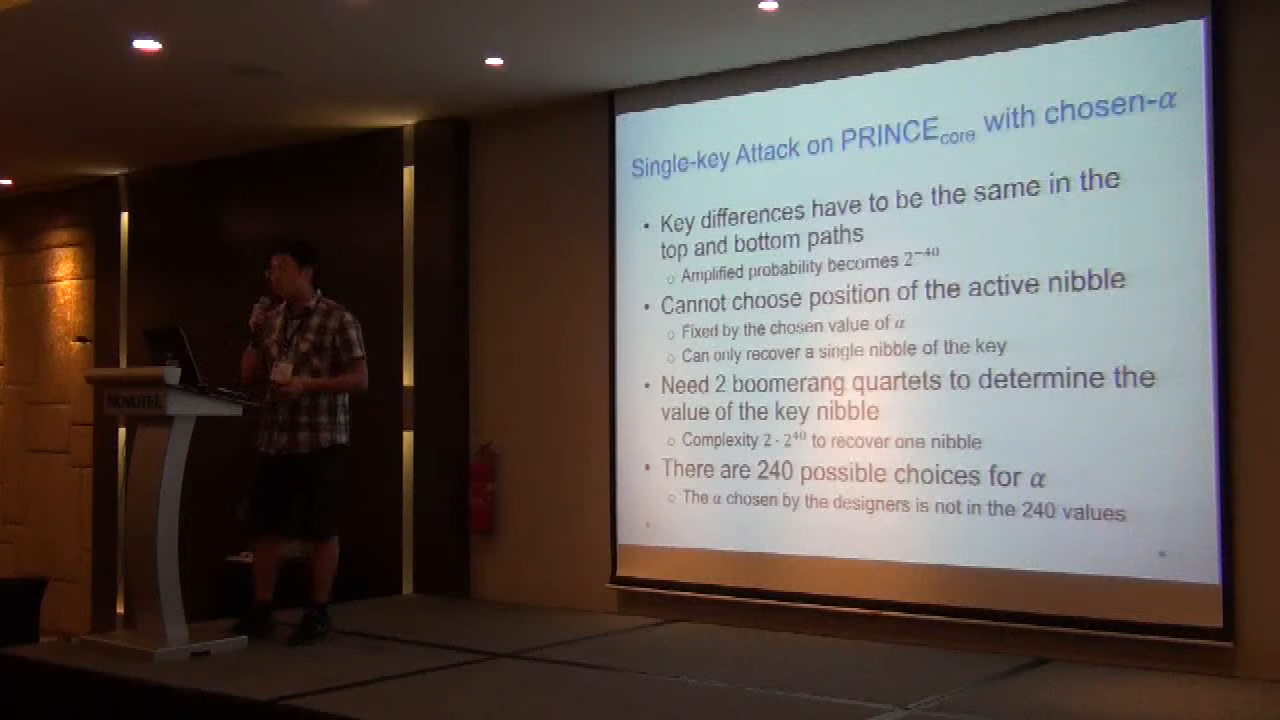 Single-key Attack on PRINCEcore with chosen-α
• Key differences have to be the same in the
top and bottom paths
○ Amplified probability becomes 2⁻⁴⁰
• Cannot choose position of the active nibble
○ Fixed by the chosen value of α
○ Can only recover a single nibble of the key
• Need 2 boomerang quartets to determine the
value of the key nibble
○ Complexity 2 · 2⁴⁰ to recover one nibble
• There are 240 possible choices for α
○ The α chosen by the designers is not in the 240 values
NOVOTEL